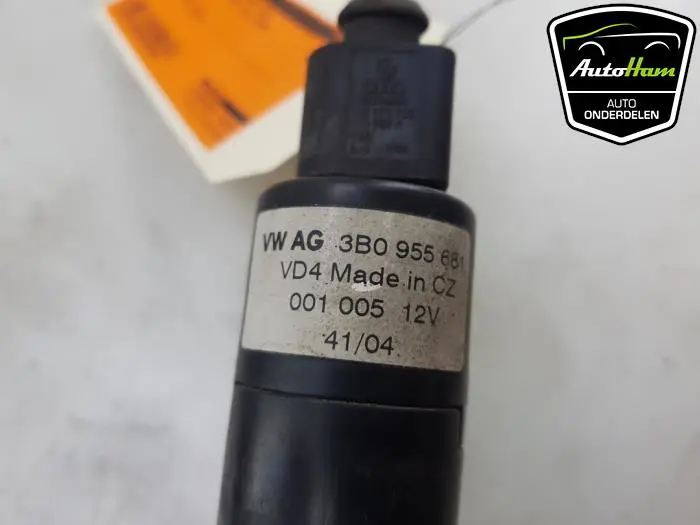 AutoHam
AUTO
ONDERDELEN
VW AG 3B0 955 681
VD4 Made in CZ
001 005 12V
41/04